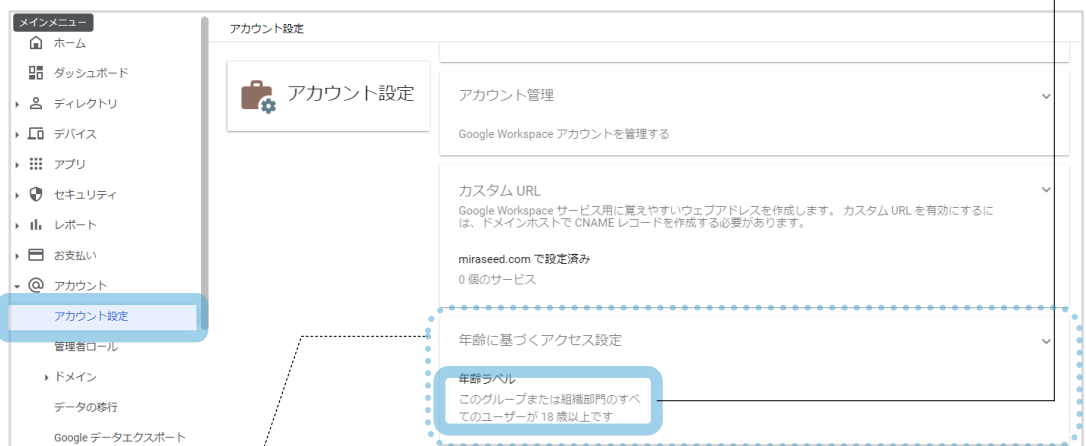 メインメニュー
ホーム
ダッシュボード
ディレクトリ
デバイス
アプリ
セキュリティ
レポート
お支払い
アカウント
アカウント設定
管理者ロール
ドメイン
データの移行
Google データエクスポート
アカウント設定
アカウント設定
アカウント管理
Google Workspace アカウントを管理する
カスタム URL
Google Workspace サービス用に覚えやすいウェブアドレスを作成します。 カスタム URL を有効にするに
は、ドメインホストで CNAME レコードを作成する必要があります。
miraseed.com で設定済み
0 個のサービス
年齢に基づくアクセス設定
年齢ラベル
このグループまたは組織部門のすべ
てのユーザーが 18 歳以上です